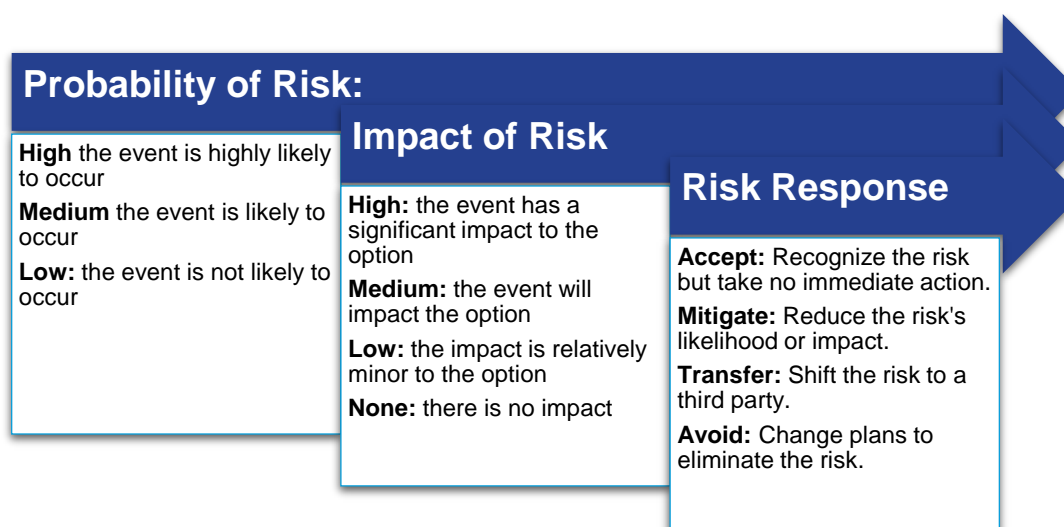 Probability of Risk:
High the event is highly likely
to occur
Medium the event is likely to
occur
Low: the event is not likely to
occur
Impact of Risk
High: the event has a
significant impact to the
option
Medium: the event will
impact the option
Low: the impact is relatively
minor to the option
None: there is no impact
Risk Response
Accept: Recognize the risk
but take no immediate action.
Mitigate: Reduce the risk's
likelihood or impact.
Transfer: Shift the risk to a
third party.
Avoid: Change plans to
eliminate the risk.